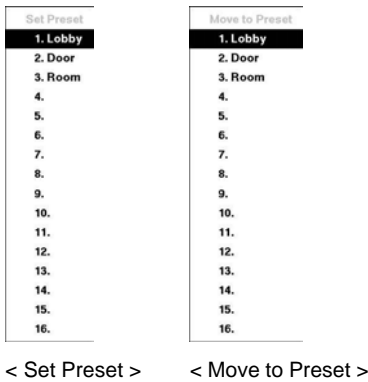 Set Preset
1. Lobby
2. Door
3. Room
4.
5.
6.
7.
8.
9.
10.
11.
12.
13.
14.
15.
16.
< Set Preset >
Move to Preset
1. Lobby
2. Door
3. Room
4.
5.
6.
7.
8.
9.
10.
11.
12.
13.
14.
15.
16.
< Move to Preset >